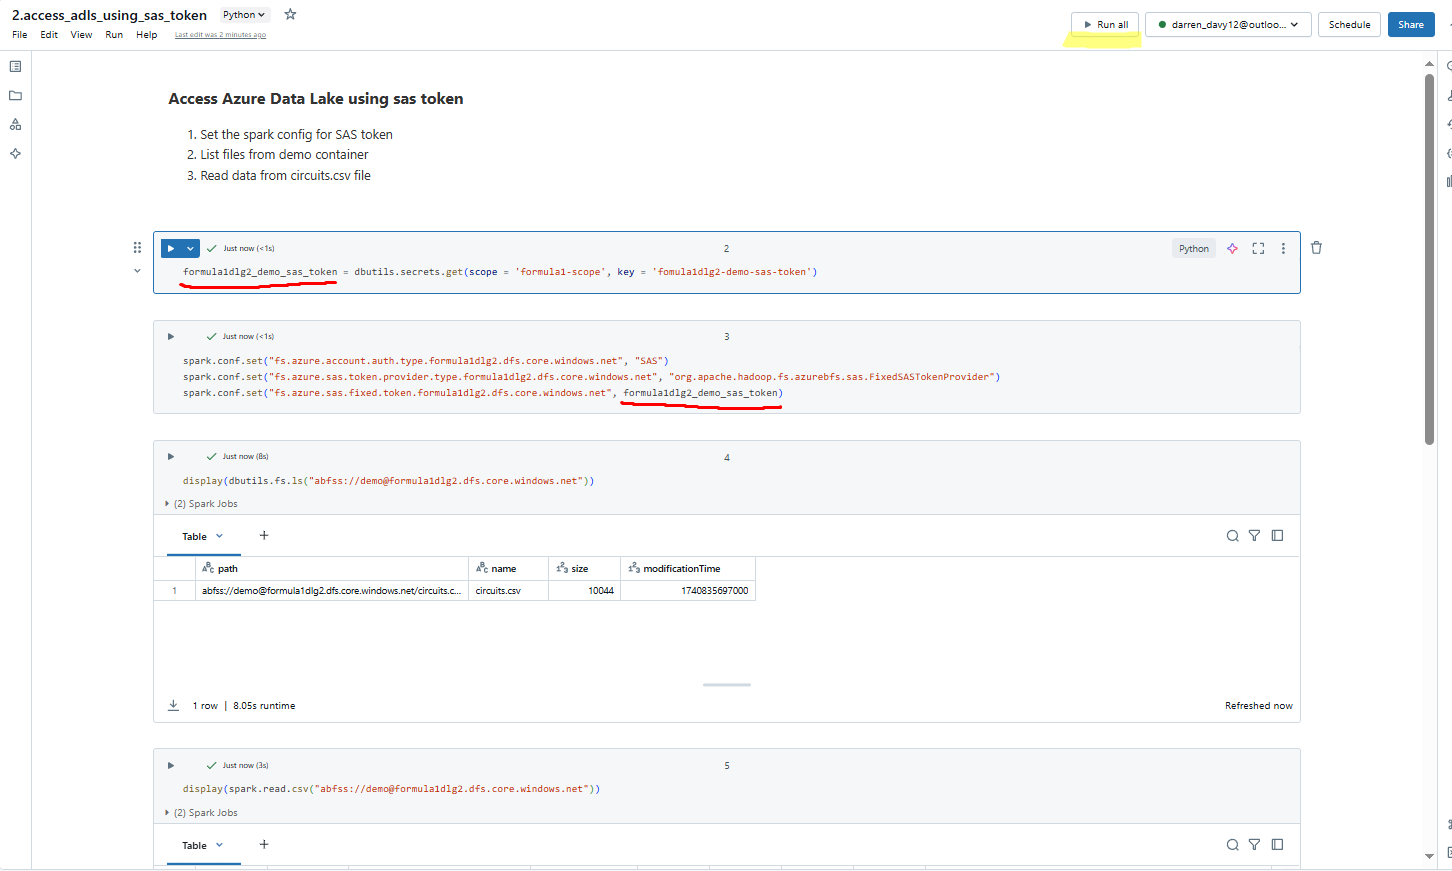 2.access_adls_using_sas_token Python
File Edit View Run Help Last edit was 2 minutes ago
Run all darren_davy12@outloo... Schedule Share
Access Azure Data Lake using sas token
1. Set the spark config for SAS token
2. List files from demo container
3. Read data from circuits.csv file
Just now (<1s) 2 Python
formula1dlg2_demo_sas_token = dbutils.secrets.get(scope = 'formula1-scope', key = 'fomula1dlg2-demo-sas-token')
Just now (<1s) 3
spark.conf.set("fs.azure.account.auth.type.formula1dlg2.dfs.core.windows.net", "SAS")
spark.conf.set("fs.azure.sas.token.provider.type.formula1dlg2.dfs.core.windows.net", "org.apache.hadoop.fs.azurebfs.sas.FixedSASTokenProvider")
spark.conf.set("fs.azure.sas.fixed.token.formula1dlg2.dfs.core.windows.net", formula1dlg2_demo_sas_token)
Just now (8s) 4
display(dbutils.fs.ls("abfss://demo@formula1dlg2.dfs.core.windows.net"))
(2) Spark Jobs
Table +
path name size modificationTime
1 abfss://demo@formula1dlg2.dfs.core.windows.net/circuits.c... circuits.csv 10044 1740835697000
1 row | 8.05s runtime Refreshed now
Just now (3s) 5
display(spark.read.csv("abfss://demo@formula1dlg2.dfs.core.windows.net"))
(2) Spark Jobs
Table +